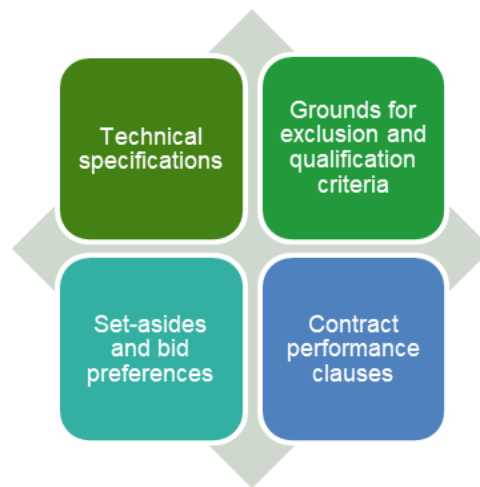 Technical
specifications
Grounds for
exclusion and
qualification
criteria
Set-asides
and bid
preferences
Contract
performance
clauses